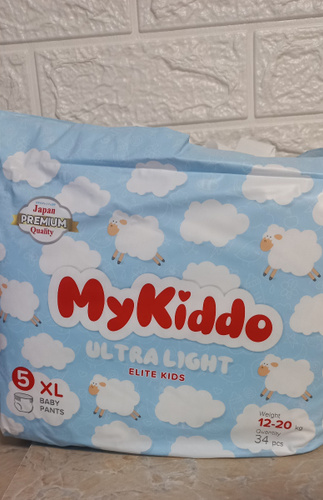 Japan
PREMIUM
Quality
MyKiddo
ULTRA LIGHT
ELITE KIDS
5 XL
BABY
PANTS
Weight
12-20 kg
Quantity
34 pcs